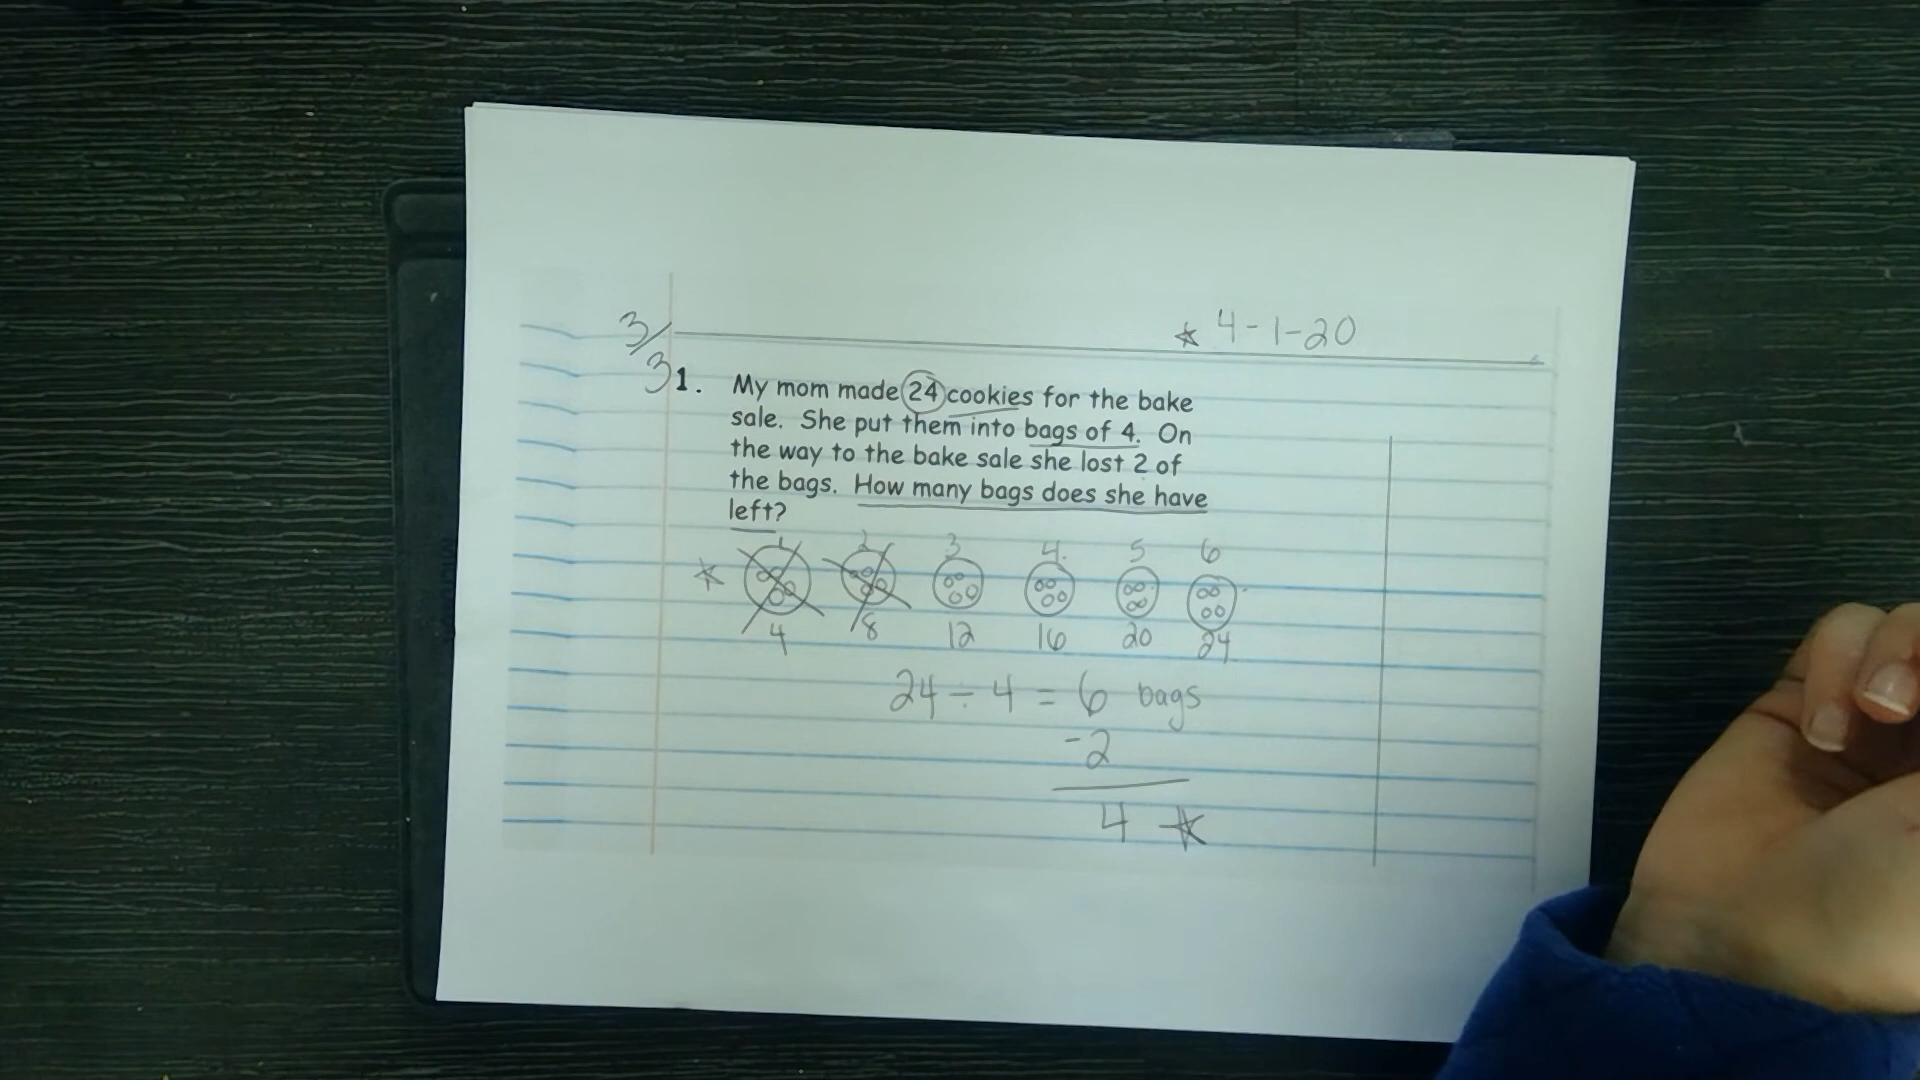 ★ 4-1-20
3/3
1. My mom made 24 cookies for the bake
sale. She put them into bags of 4. On
the way to the bake sale she lost 2 of
the bags. How many bags does she have
left?
1 2 3 4 5 6
★
4 8 12 16 20 24
24 ÷ 4 = 6 bags
-2
4 ★